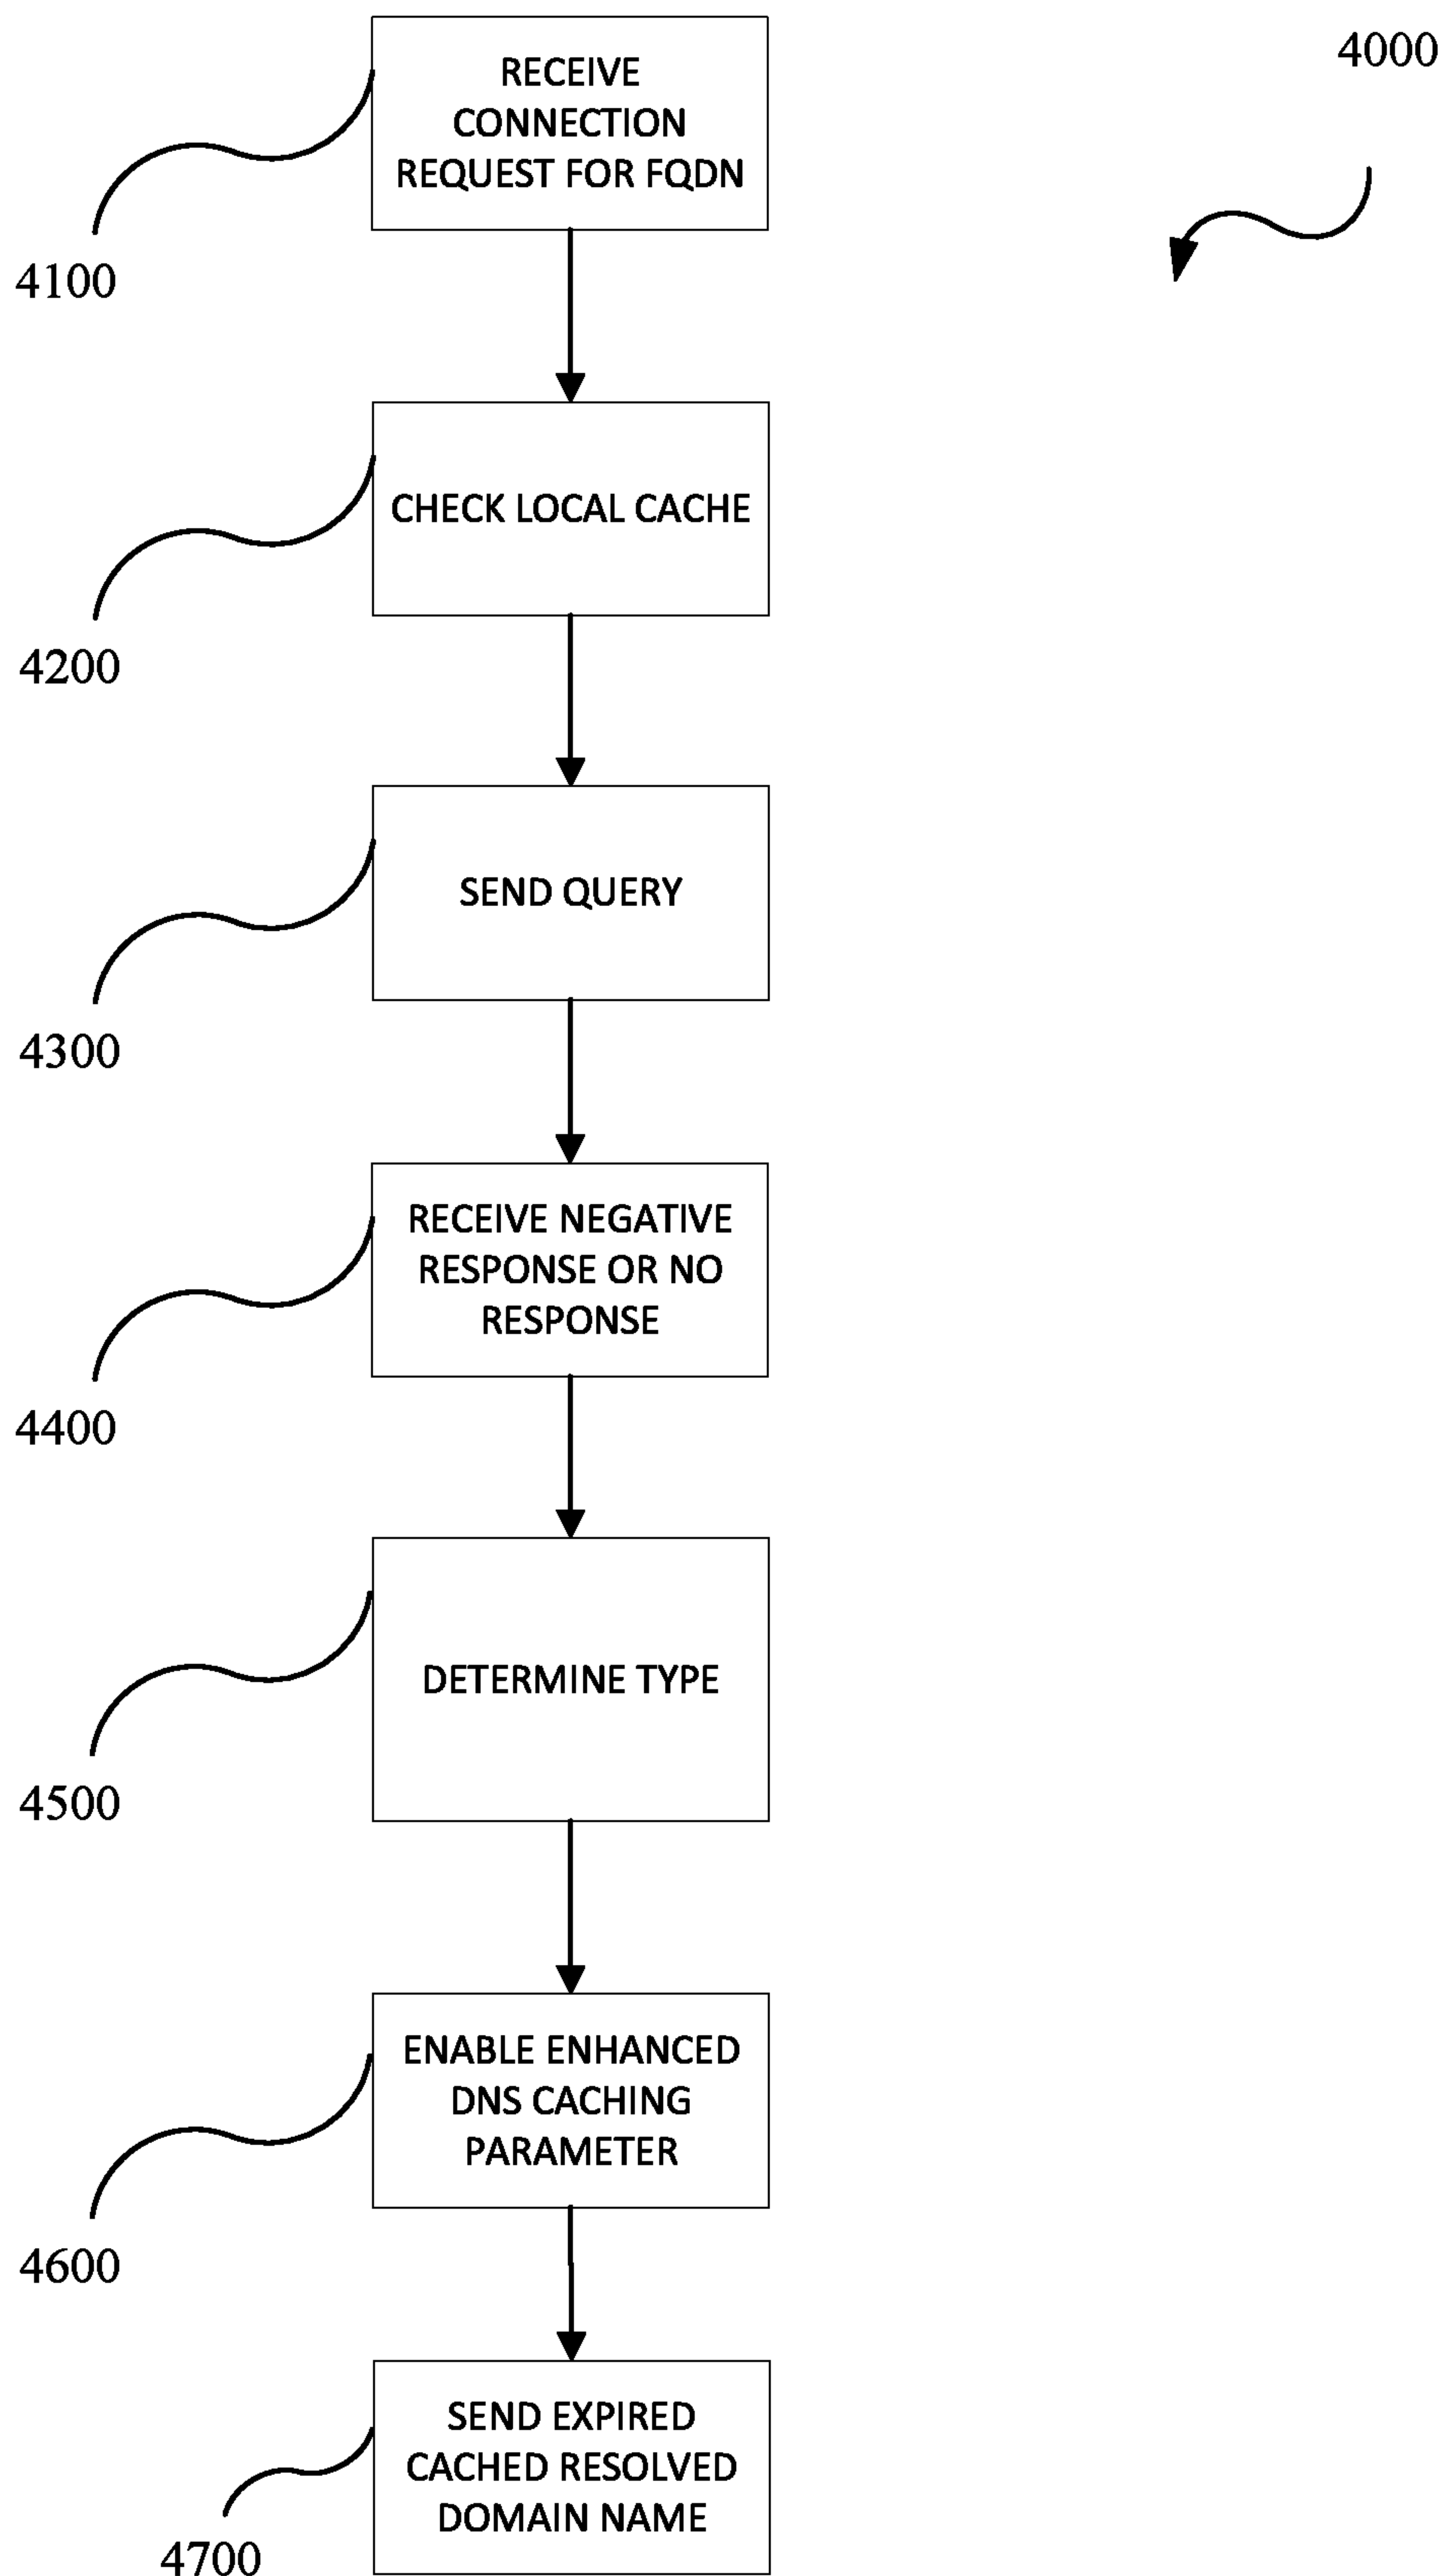 4000
RECEIVE
CONNECTION
REQUEST FOR FQDN
4100
CHECK LOCAL CACHE
4200
SEND QUERY
4300
RECEIVE NEGATIVE
RESPONSE OR NO
RESPONSE
4400
DETERMINE TYPE
4500
ENABLE ENHANCED
DNS CACHING
PARAMETER
4600
SEND EXPIRED
CACHED RESOLVED
DOMAIN NAME
4700